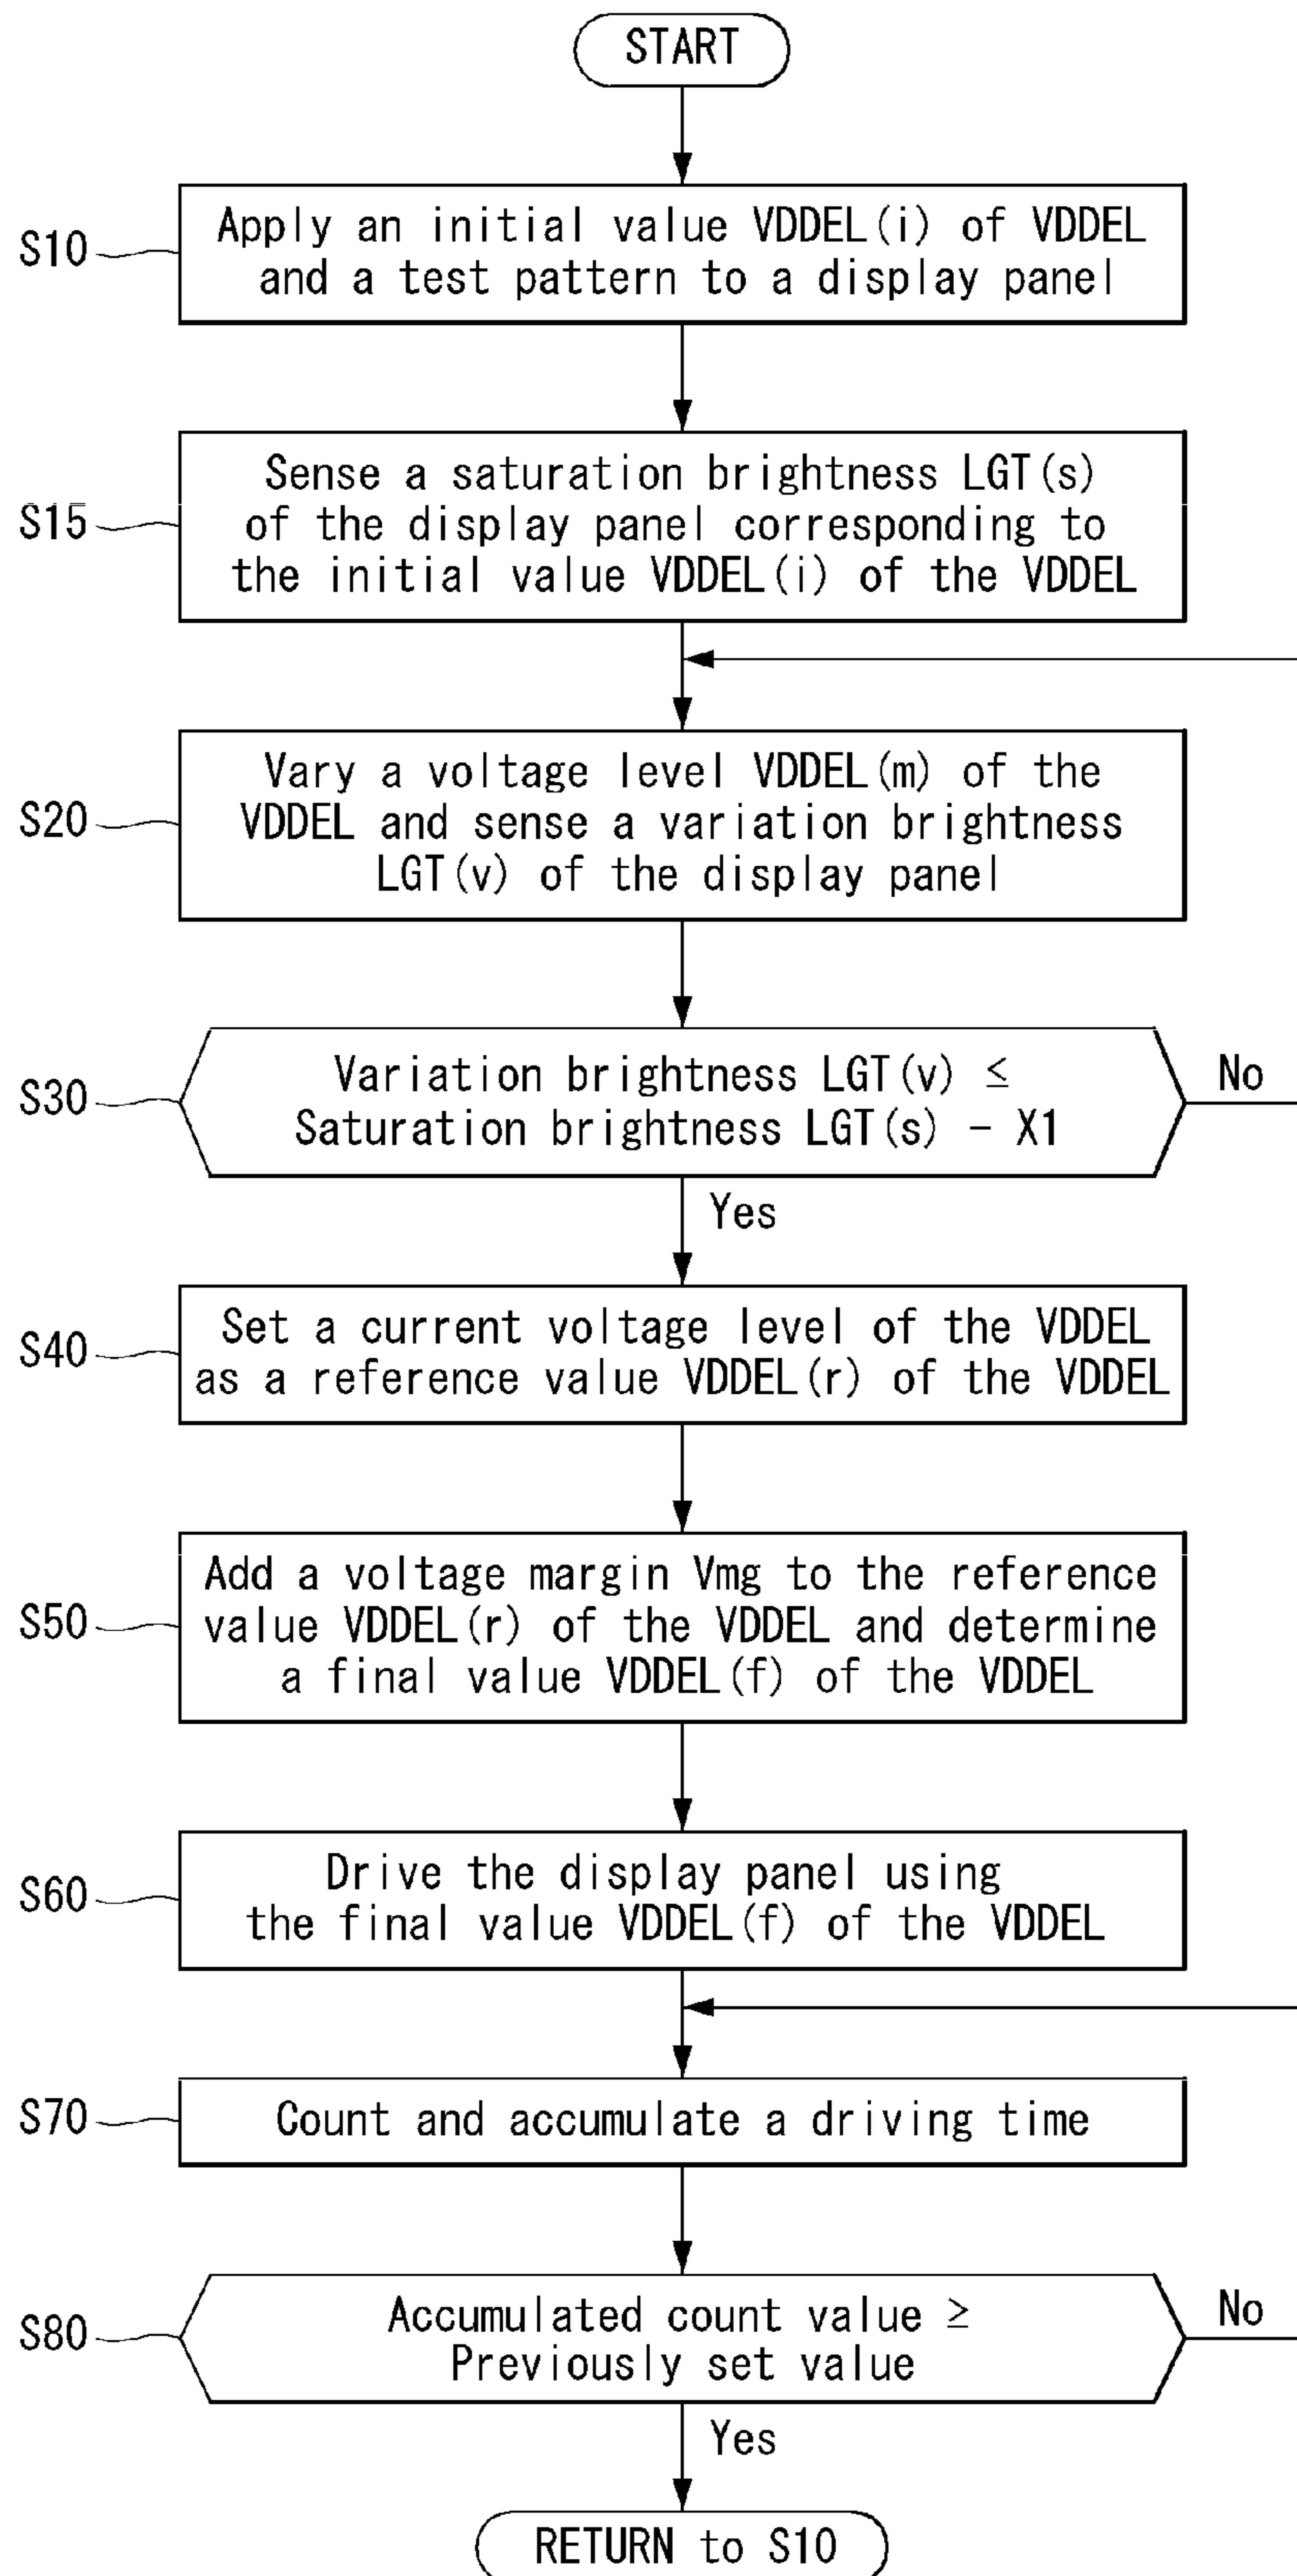 START
S10
Apply an initial value VDDEL(i) of VDDEL
and a test pattern to a display panel
S15
Sense a saturation brightness LGT(s)
of the display panel corresponding to
the initial value VDDEL(i) of the VDDEL
S20
Vary a voltage level VDDEL(m) of the
VDDEL and sense a variation brightness
LGT(v) of the display panel
S30
Variation brightness LGT(v) ≤
Saturation brightness LGT(s) - X1
No
Yes
S40
Set a current voltage level of the VDDEL
as a reference value VDDEL(r) of the VDDEL
S50
Add a voltage margin Vmg to the reference
value VDDEL(r) of the VDDEL and determine
a final value VDDEL(f) of the VDDEL
S60
Drive the display panel using
the final value VDDEL(f) of the VDDEL
S70
Count and accumulate a driving time
S80
Accumulated count value ≥
Previously set value
No
Yes
RETURN to S10